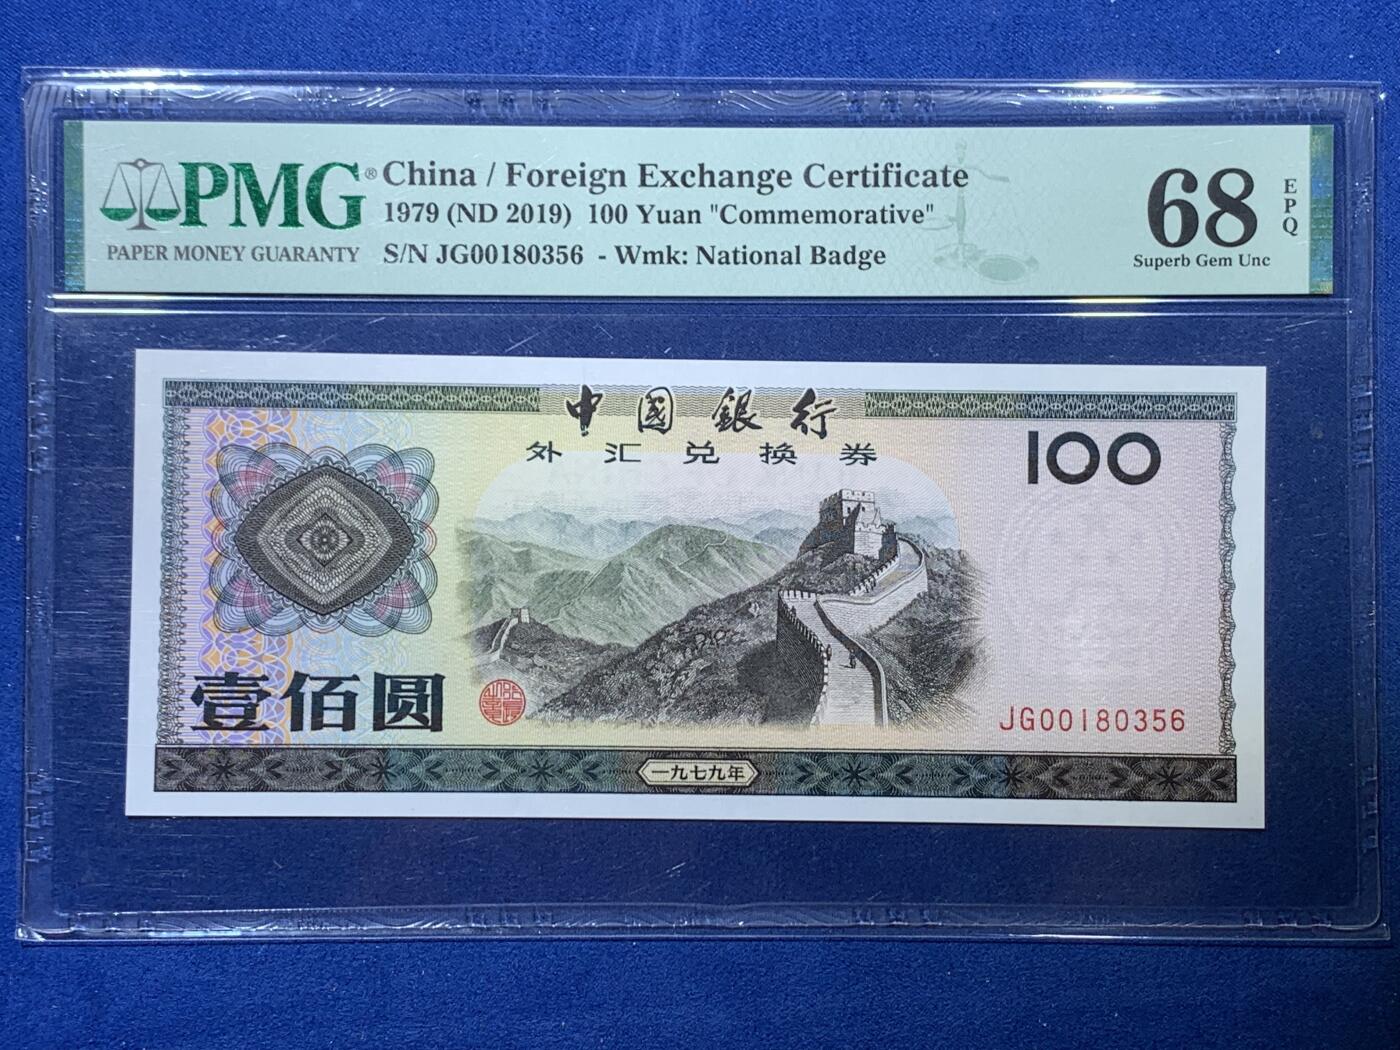 PMG®
PAPER MONEY GUARANTY
China / Foreign Exchange Certificate
1979 (ND 2019) 100 Yuan "Commemorative"
S/N JG00180356 - Wmk: National Badge
68
EPQ
Superb Gem Unc
中國銀行
外汇兑换券
100
壹佰圆
JG00180356
一九七九年